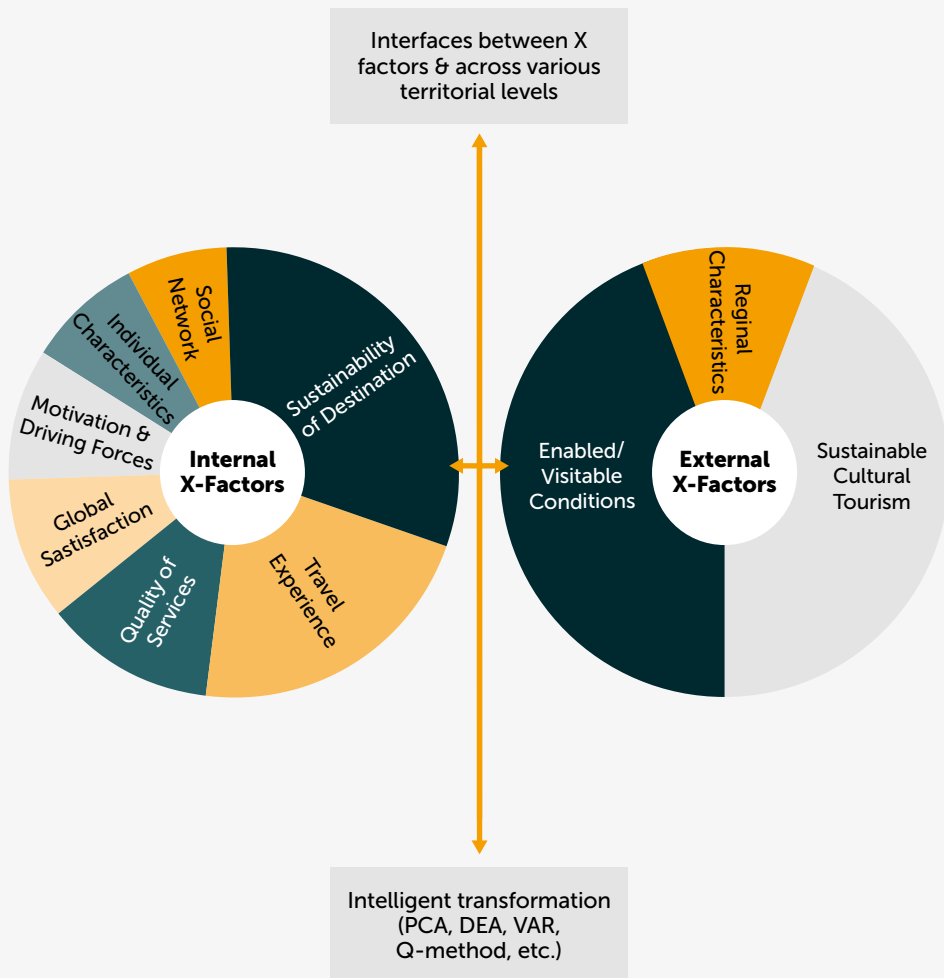 Interfaces between X
factors & across various
territorial levels
Social
Network
Individual
Characteristics
Motivation &
Driving Forces
Global
Sastisfaction
Quality of
Services
Travel
Experience
Sustainability
of Destination
Internal
X-Factors
Reginal
Characteristics
Enabled/
Visitable
Conditions
External
X-Factors
Sustainable
Cultural
Tourism
Intelligent transformation
(PCA, DEA, VAR,
Q-method, etc.)